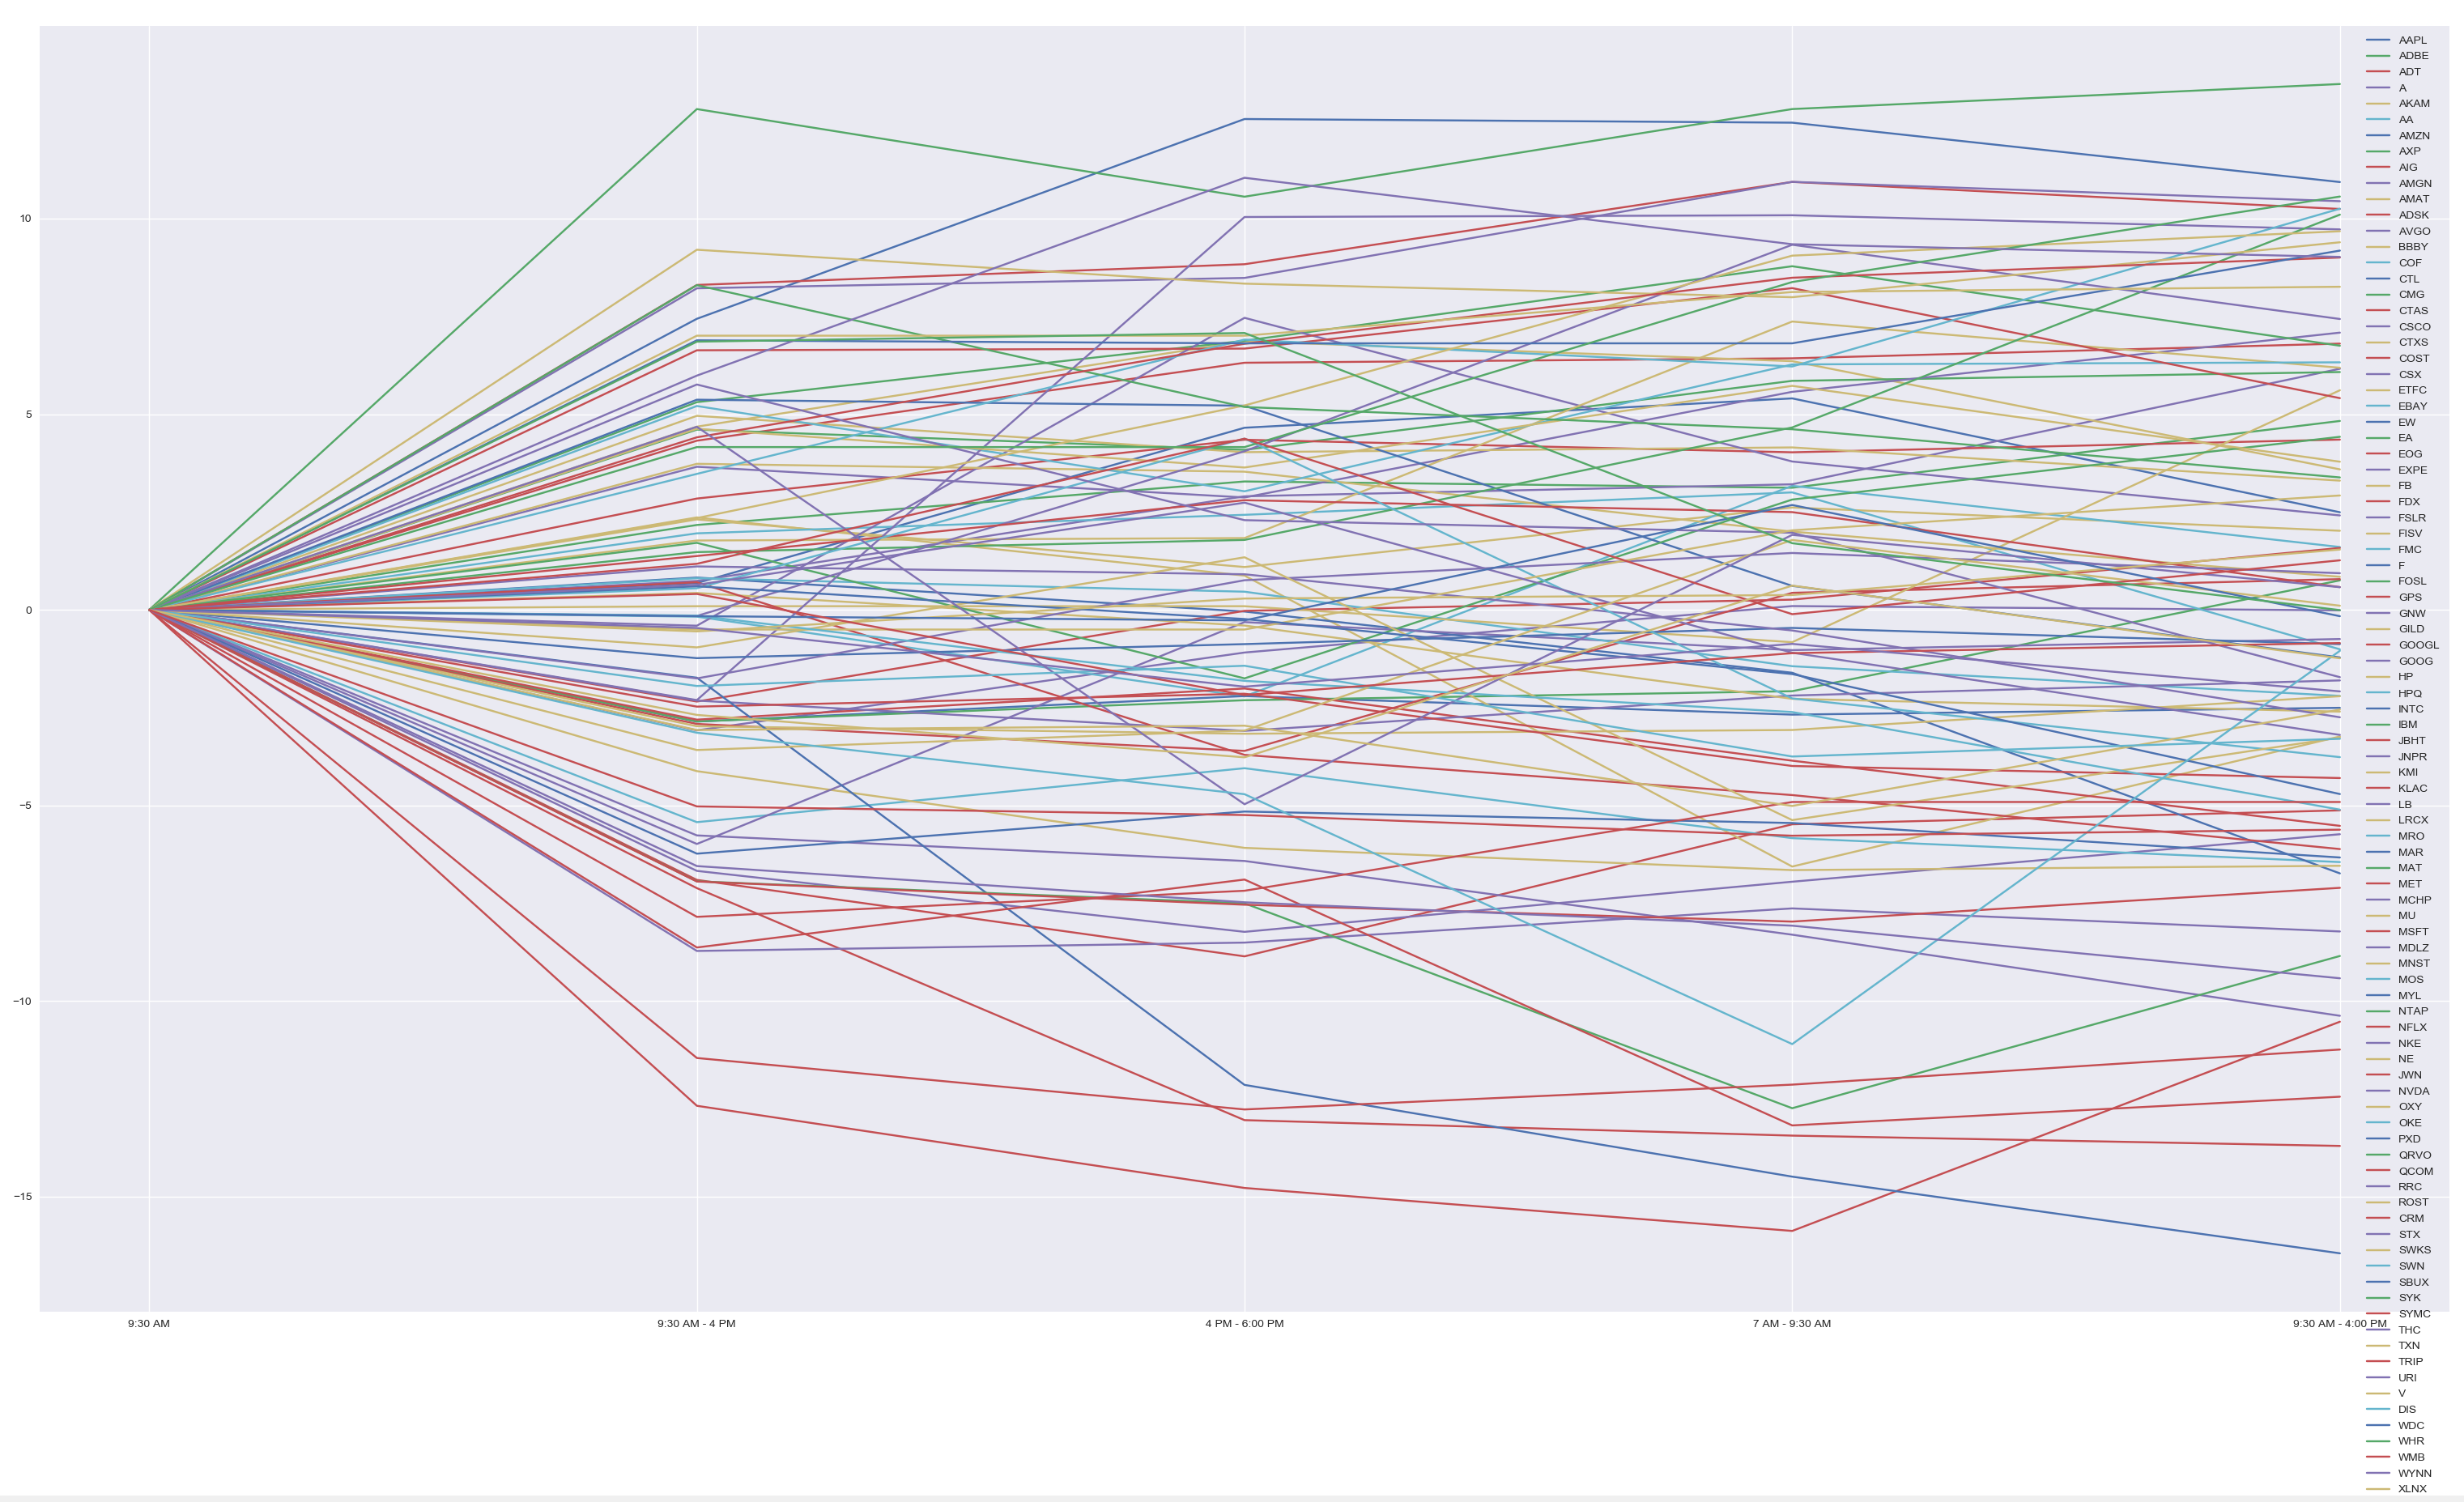 10
5
0
−5
−10
−15
9:30 AM
9:30 AM - 4 PM
4 PM - 6:00 PM
7 AM - 9:30 AM
9:30 AM - 4:00 PM
AAPL
ADBE
ADT
A
AKAM
AA
AMZN
AXP
AIG
AMGN
AMAT
ADSK
AVGO
BBBY
COF
CTL
CMG
CTAS
CSCO
CTXS
COST
CSX
ETFC
EBAY
EW
EA
EOG
EXPE
FB
FDX
FSLR
FISV
FMC
F
FOSL
GPS
GNW
GILD
GOOGL
GOOG
HP
HPQ
INTC
IBM
JBHT
JNPR
KMI
KLAC
LB
LRCX
MRO
MAR
MAT
MET
MCHP
MU
MSFT
MDLZ
MNST
MOS
MYL
NTAP
NFLX
NKE
NE
JWN
NVDA
OXY
OKE
PXD
QRVO
QCOM
RRC
ROST
CRM
STX
SWKS
SWN
SBUX
SYK
SYMC
THC
TXN
TRIP
URI
V
DIS
WDC
WHR
WMB
WYNN
XLNX